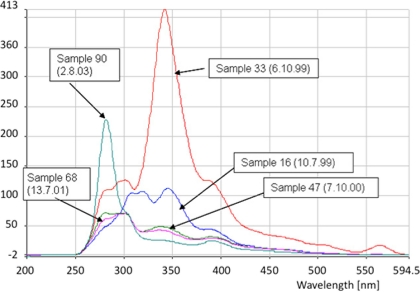 413
360
300
250
200
150
100
50
-2
Sample 90
(2.8.03)
Sample 33 (6.10.99)
Sample 16 (10.7.99)
Sample 68
(13.7.01)
Sample 47 (7.10.00)
200 250 300 350 400 450 500 550 594.5
Wavelength [nm]